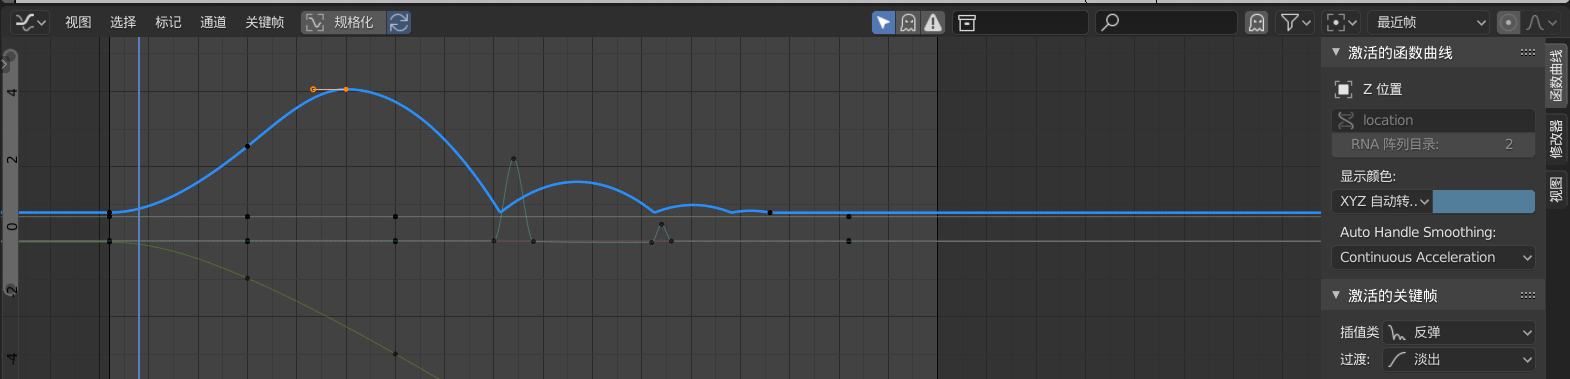 视图 选择 标记 通道 关键帧 规格化 最近帧
激活的函数曲线
Z 位置
location
RNA 阵列目录: 2
显示颜色:
XYZ 自动转..
Auto Handle Smoothing:
Continuous Acceleration
激活的关键帧
插值类 反弹
过渡: 淡出
函数曲线
修改器
视图
4
2
0
-2
-4